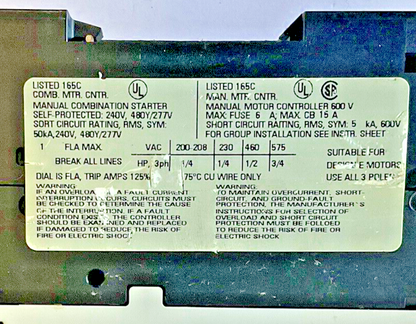 LISTED 165C
COMB. MTR. CNTR.
UL
MANUAL COMBINATION STARTER
SELF-PROTECTED: 240V, 480Y/277V
SORT CIRCUIT RATING, RMS, SYM:
50kA,240V, 480Y/277V
LISTED 165C
MAN. MTR. CNTR.
UL SA
MANUAL MOTOR CONTROLLER 600 V
MAX. FUSE 6 A; MAX. CB 15 A
SHORT CIRCUIT RAITING, RMS, SYM: 5 kA, 600V
FOR GROUP INSTALLATION SEE INSTR. SHEET
1 FLA MAX. VAC 200-208 230 460 575 SUITABLE FOR
BREAK ALL LINES HP, 3ph 1/4 1/4 1/2 3/4 MOTORS
DIAL IS FLA, TRIP AMPS 125% 75°C CU WIRE ONLY USE ALL 3 POLES
WARNING:
IF AN OVERLOAD A FAULT CURRENT
INTERRUPTION OCCURS, CURCUITS MUST
BE CHECKED TO DETERMINE THE CAUSE
OF THE INTERRUPTION. IF A FAULT
CONDITION EXISTS, THE CONTROLLER
SHOULD BE EXAMINED AND REPLACED
IF DAMAGED TO REDUCE THE RISK OF
FIRE OR ELECTRIC SHOCK
WARNING:
TO MAINTAIN OVERCURRENT, SHORT-
CIRCUIT, AND GROUND-FAULT
PROTECTION, THE MANUFACTURER'S
INSTRUCTIONS FOR SELECTION OF
OVERLOAD AND SHORT CIRCUIT
PROTECTION MUST BE FOLLOWED
TO REDUCE THE RISK OF FIRE OR
ELECTRIC SHOCK